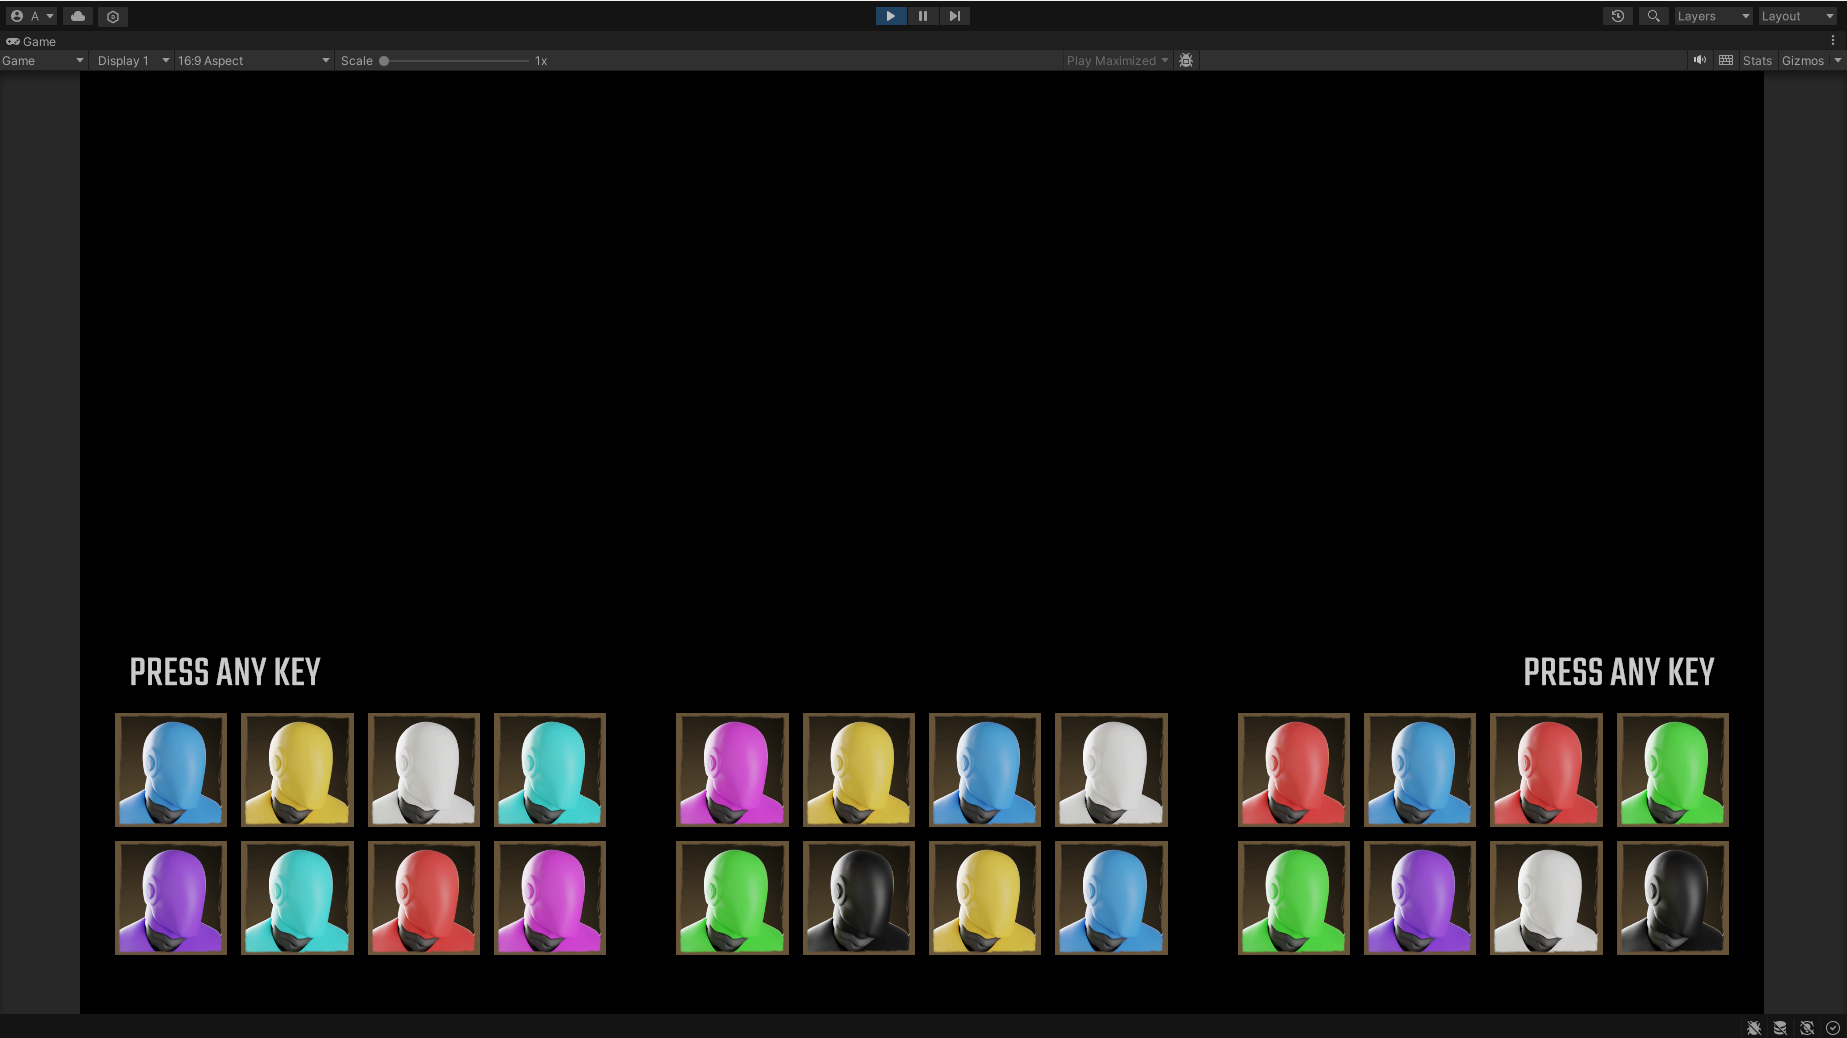 A
Layers
Layout
Game
Game
Display 1
16:9 Aspect
Scale
1x
Play Maximized
Stats
Gizmos
PRESS ANY KEY
PRESS ANY KEY